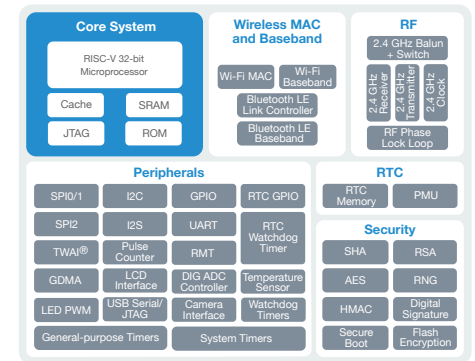 Core System
RISC-V 32-bit
Microprocessor
Cache
SRAM
JTAG
ROM
Wireless MAC
and Baseband
Wi-Fi MAC
Wi-Fi
Baseband
Bluetooth LE
Link Controller
Bluetooth LE
Baseband
RF
2.4 GHz Balun
+ Switch
2.4 GHz
Receiver
2.4 GHz
Transmitter
2.4 GHz
Clock
RF Phase
Lock Loop
Peripherals
SPI0/1
I2C
GPIO
RTC GPIO
SPI2
I2S
UART
RTC
Watchdog
Timer
TWAI®
Pulse
Counter
RMT
GDMA
LCD
Interface
DIG ADC
Controller
Temperature
Sensor
LED PWM
USB Serial/
JTAG
Camera
Interface
Watchdog
Timers
General-purpose Timers
System Timers
RTC
RTC
Memory
PMU
Security
SHA
RSA
AES
RNG
HMAC
Digital
Signature
Secure
Boot
Flash
Encryption